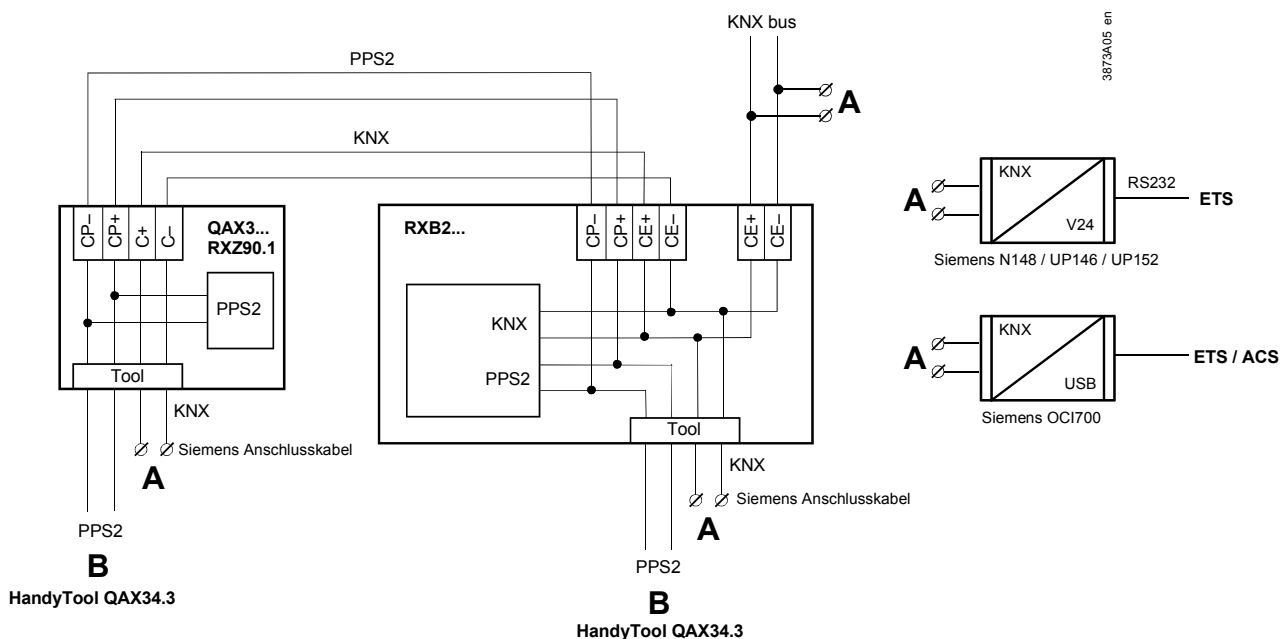 KNX bus
3873A05 en
PPS2
A
KNX
CP–
CP+
C+
C–
QAX3...
RXZ90.1
PPS2
Tool
KNX
Siemens Anschlusskabel
A
PPS2
B
HandyTool QAX34.3
RXB2...
CP–
CP+
CE+
CE–
CE+
CE–
KNX
PPS2
Tool
KNX
Siemens Anschlusskabel
A
PPS2
B
HandyTool QAX34.3
A
KNX
V24
RS232
ETS
Siemens N148 / UP146 / UP152
A
KNX
USB
ETS / ACS
Siemens OCI700